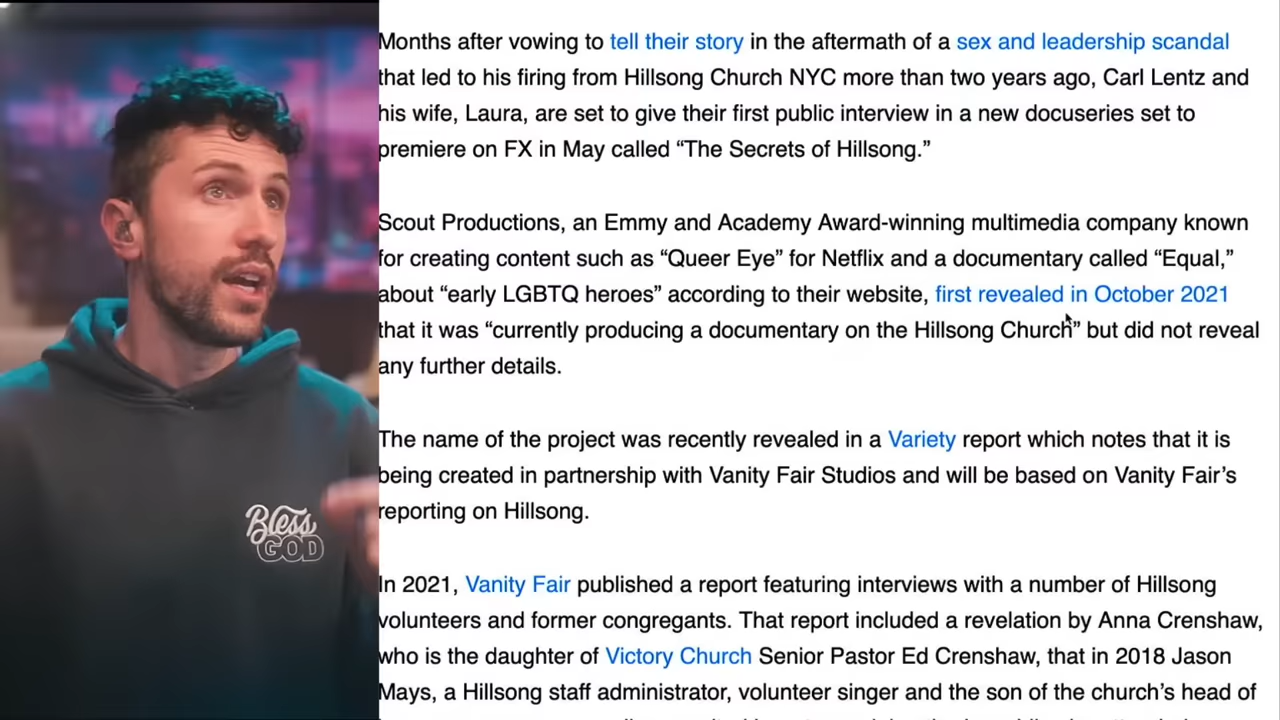 Months after vowing to tell their story in the aftermath of a sex and leadership scandal
that led to his firing from Hillsong Church NYC more than two years ago, Carl Lentz and
his wife, Laura, are set to give their first public interview in a new docuseries set to
premiere on FX in May called “The Secrets of Hillsong.”
Scout Productions, an Emmy and Academy Award-winning multimedia company known
for creating content such as “Queer Eye” for Netflix and a documentary called “Equal,”
about “early LGBTQ heroes” according to their website, first revealed in October 2021
that it was “currently producing a documentary on the Hillsong Church” but did not reveal
any further details.
The name of the project was recently revealed in a Variety report which notes that it is
being created in partnership with Vanity Fair Studios and will be based on Vanity Fair’s
reporting on Hillsong.
In 2021, Vanity Fair published a report featuring interviews with a number of Hillsong
volunteers and former congregants. That report included a revelation by Anna Crenshaw,
who is the daughter of Victory Church Senior Pastor Ed Crenshaw, that in 2018 Jason
Mays, a Hillsong staff administrator, volunteer singer and the son of the church’s head of
Bless
GOD